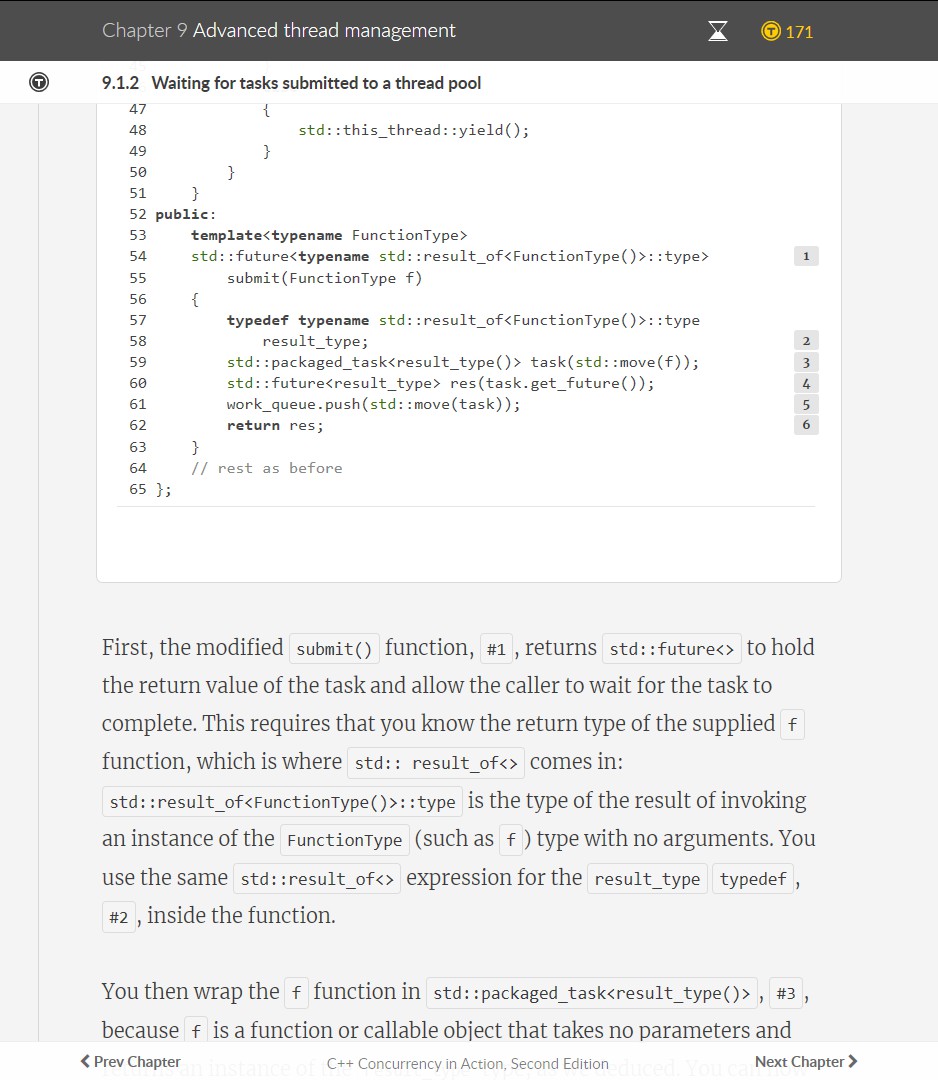 Chapter 9 Advanced thread management
171
9.1.2 Waiting for tasks submitted to a thread pool
47 {
48 std::this_thread::yield();
49 }
50 }
51 }
52 public:
53 template<typename FunctionType>
54 std::future<typename std::result_of<FunctionType()>::type> 1
55 submit(FunctionType f)
56 {
57 typedef typename std::result_of<FunctionType()>::type
58 result_type; 2
59 std::packaged_task<result_type()> task(std::move(f)); 3
60 std::future<result_type> res(task.get_future()); 4
61 work_queue.push(std::move(task)); 5
62 return res; 6
63 }
64 // rest as before
65 };
First, the modified submit() function, #1 , returns std::future<> to hold
the return value of the task and allow the caller to wait for the task to
complete. This requires that you know the return type of the supplied f
function, which is where std:: result_of<> comes in:
std::result_of<FunctionType()>::type is the type of the result of invoking
an instance of the FunctionType (such as f ) type with no arguments. You
use the same std::result_of<> expression for the result_type typedef ,
#2 , inside the function.
You then wrap the f function in std::packaged_task<result_type()> , #3 ,
because f is a function or callable object that takes no parameters and
Prev Chapter
C++ Concurrency in Action, Second Edition
Next Chapter